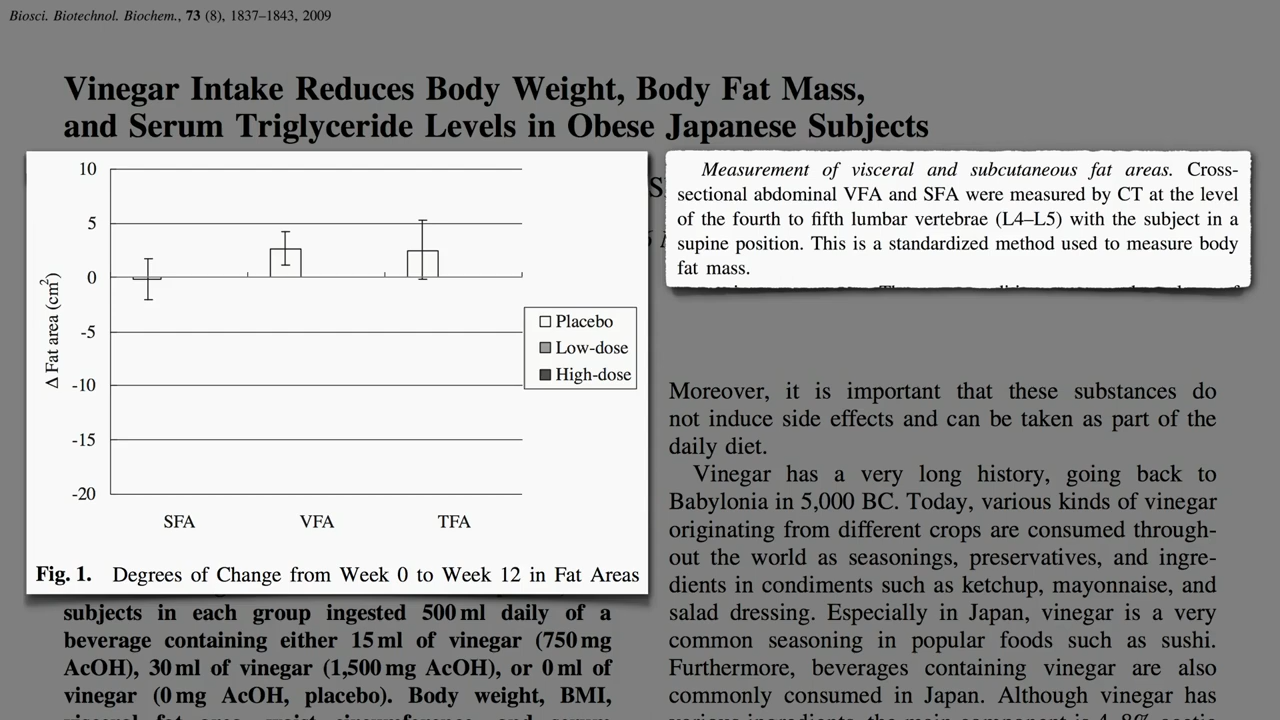 Biosci. Biotechnol. Biochem., 73 (8), 1837–1843, 2009
Vinegar Intake Reduces Body Weight, Body Fat Mass,
and Serum Triglyceride Levels in Obese Japanese Subjects
10
5
0
-5
-10
-15
-20
Δ Fat area (cm2)
SFA
VFA
TFA
Placebo
Low-dose
High-dose
Fig. 1. Degrees of Change from Week 0 to Week 12 in Fat Areas
subjects in each group ingested 500 ml daily of a
beverage containing either 15 ml of vinegar (750 mg
AcOH), 30 ml of vinegar (1,500 mg AcOH), or 0 ml of
vinegar (0 mg AcOH, placebo). Body weight, BMI,
Measurement of visceral and subcutaneous fat areas. Cross-
sectional abdominal VFA and SFA were measured by CT at the level
of the fourth to fifth lumbar vertebrae (L4–L5) with the subject in a
supine position. This is a standardized method used to measure body
fat mass.
Moreover, it is important that these substances do
not induce side effects and can be taken as part of the
daily diet.
Vinegar has a very long history, going back to
Babylonia in 5,000 BC. Today, various kinds of vinegar
originating from different crops are consumed through-
out the world as seasonings, preservatives, and ingre-
dients in condiments such as ketchup, mayonnaise, and
salad dressing. Especially in Japan, vinegar is a very
common seasoning in popular foods such as sushi.
Furthermore, beverages containing vinegar are also
commonly consumed in Japan. Although vinegar has